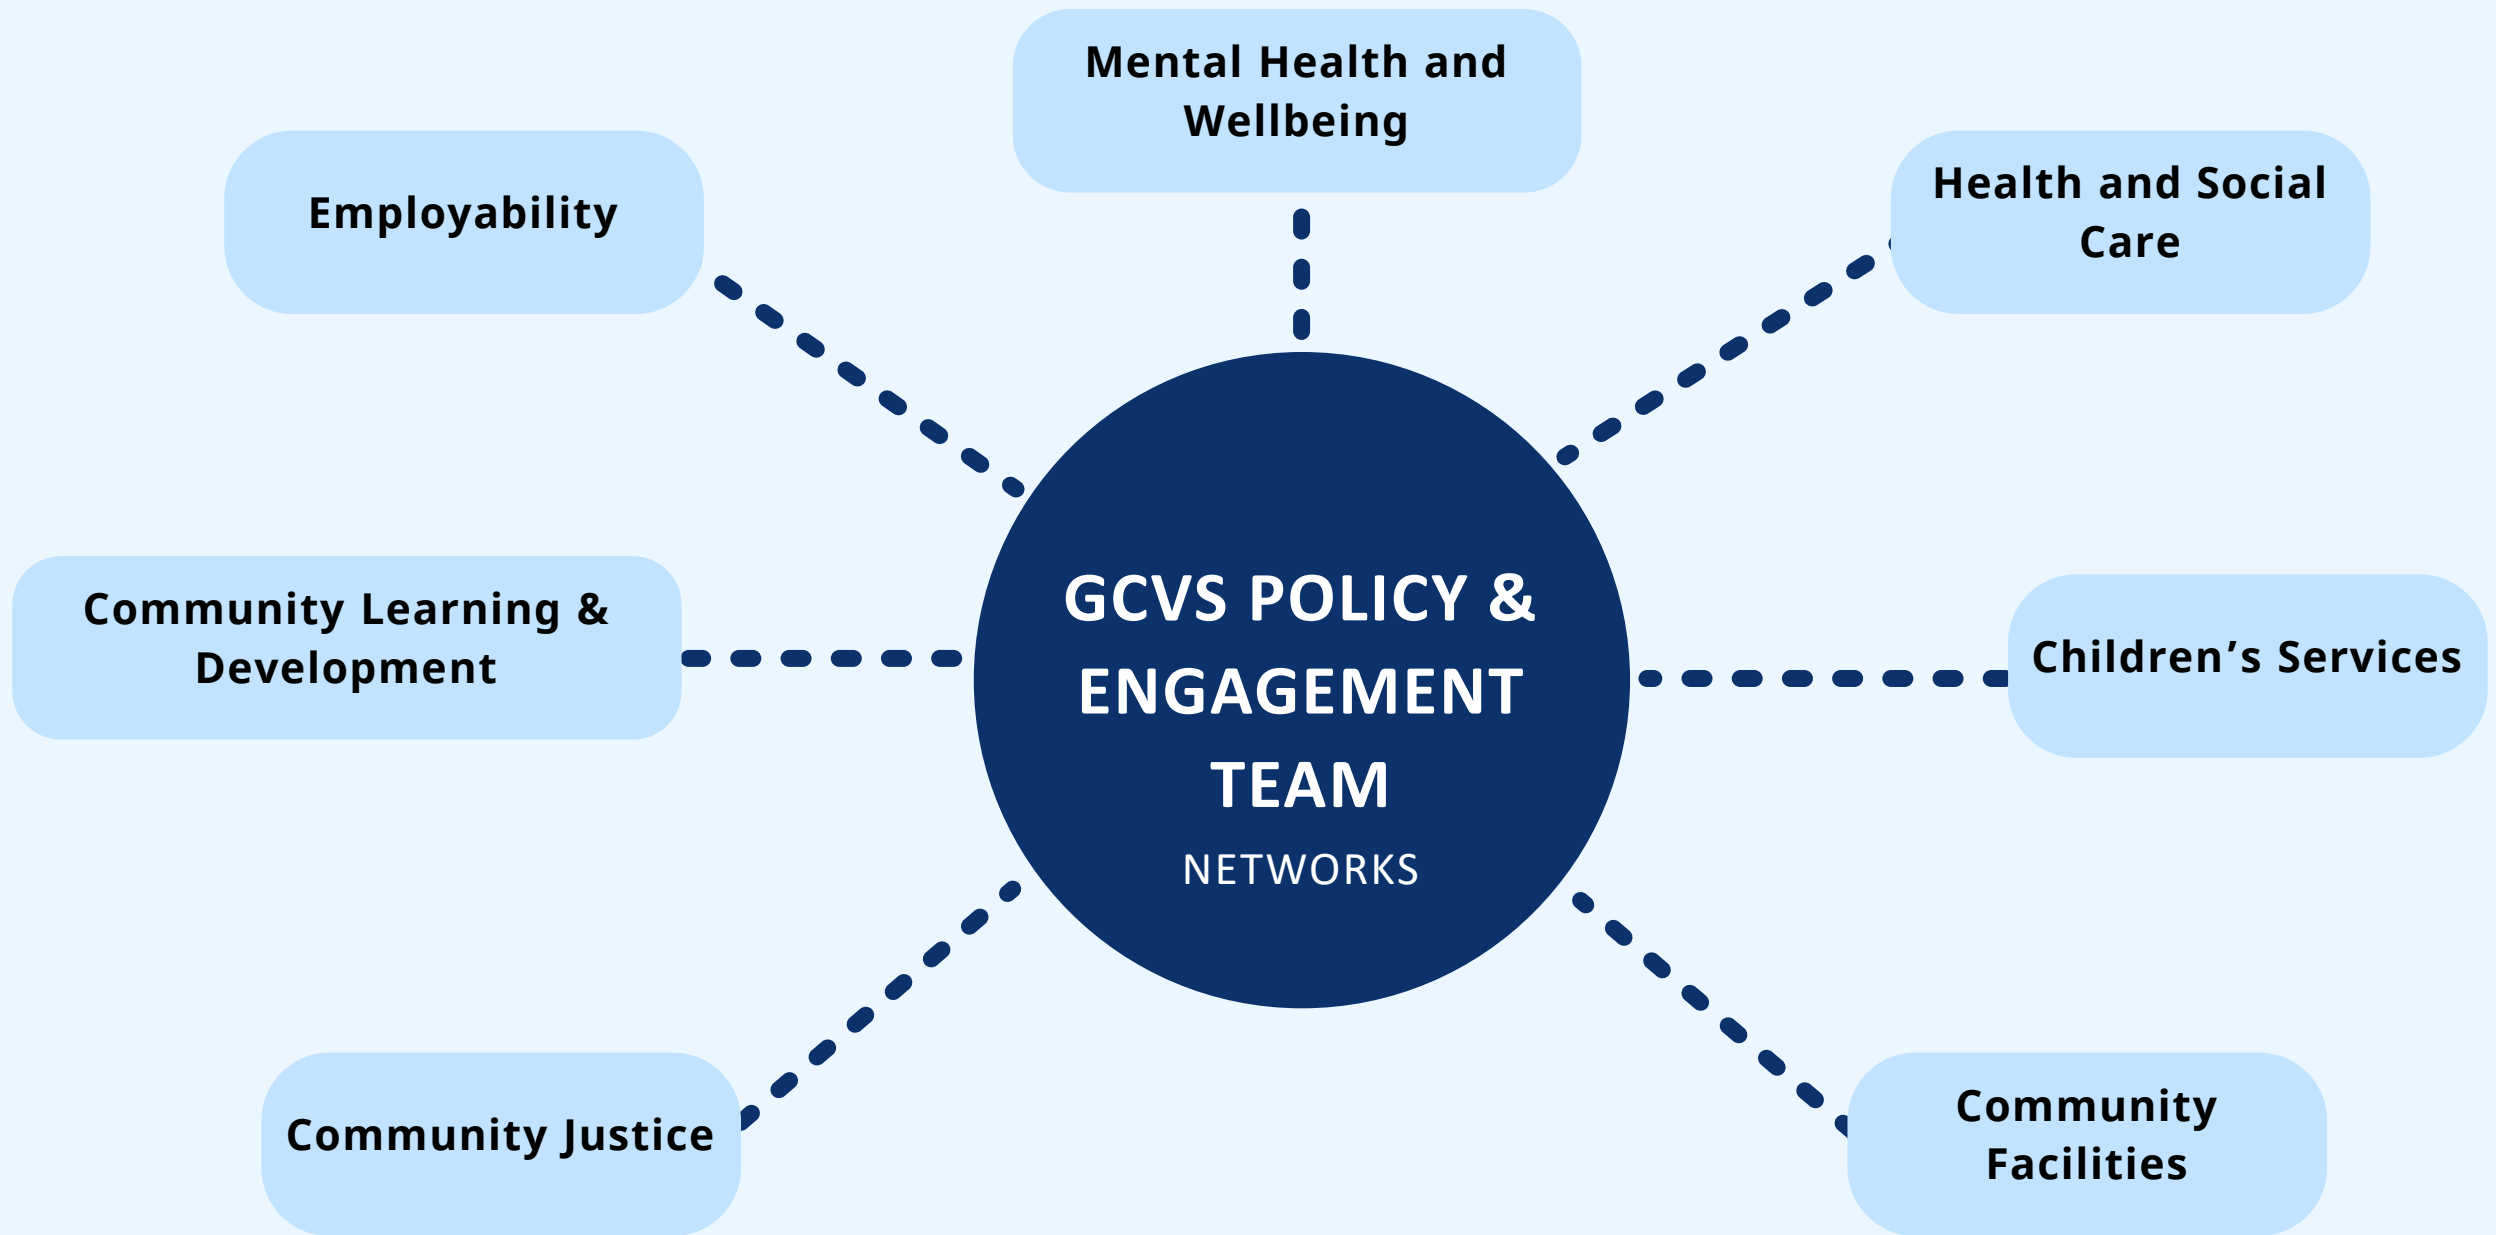 Mental Health and
Wellbeing
Employability
Health and Social
Care
Community Learning &
Development
GCVS POLICY &
ENGAGEMENT
TEAM
NETWORKS
Children’s Services
Community Justice
Community
Facilities